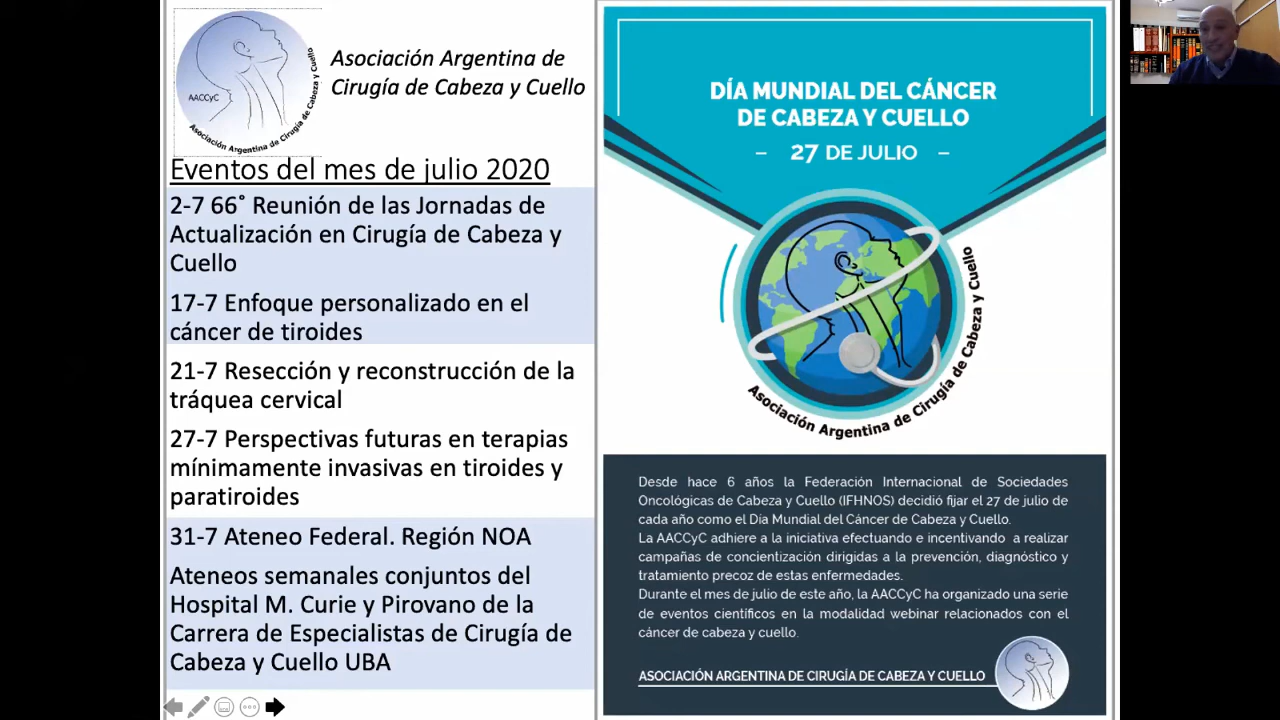 AACCyC
Asociación Argentina de Cirugía de Cabeza y Cuello
Asociación Argentina de
Cirugía de Cabeza y Cuello
Eventos del mes de julio 2020
2-7 66° Reunión de las Jornadas de
Actualización en Cirugía de Cabeza y
Cuello
17-7 Enfoque personalizado en el
cáncer de tiroides
21-7 Resección y reconstrucción de la
tráquea cervical
27-7 Perspectivas futuras en terapias
mínimamente invasivas en tiroides y
paratiroides
31-7 Ateneo Federal. Región NOA
Ateneos semanales conjuntos del
Hospital M. Curie y Pirovano de la
Carrera de Especialistas de Cirugía de
Cabeza y Cuello UBA
DÍA MUNDIAL DEL CÁNCER
DE CABEZA Y CUELLO
– 27 DE JULIO –
Asociación Argentina de Cirugía de Cabeza y Cuello
Desde hace 6 años la Federación Internacional de Sociedades
Oncológicas de Cabeza y Cuello (IFHNOS) decidió fijar el 27 de julio de
cada año como el Día Mundial del Cáncer de Cabeza y Cuello.
La AACCyC adhiere a la iniciativa efectuando e incentivando a realizar
campañas de concientización dirigidas a la prevención, diagnóstico y
tratamiento precoz de estas enfermedades.
Durante el mes de julio de este año, la AACCyC ha organizado una serie
de eventos científicos en la modalidad webinar relacionados con el
cáncer de cabeza y cuello.
ASOCIACIÓN ARGENTINA DE CIRUGÍA DE CABEZA Y CUELLO